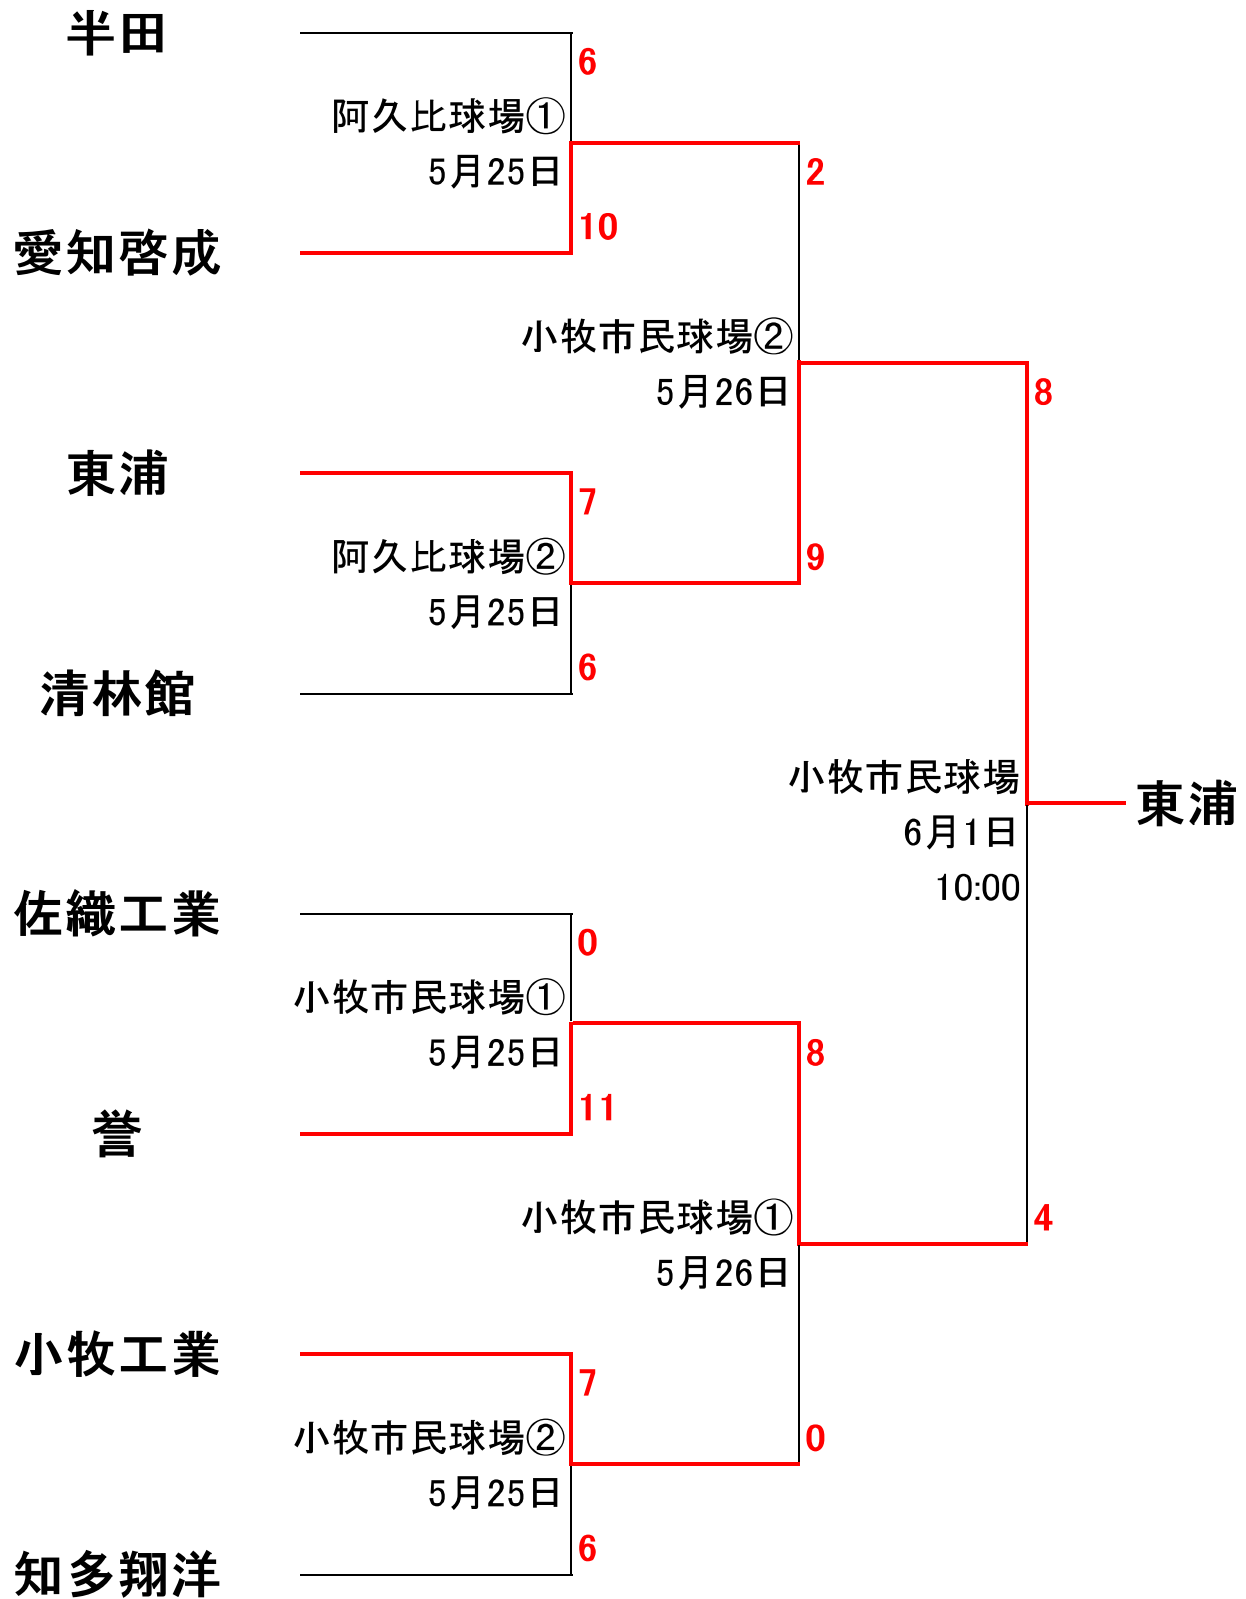 半田
6
阿久比球場①
5月25日
2
10
愛知啓成
小牧市民球場②
5月26日
8
東浦
7
阿久比球場②
9
5月25日
6
清林館
小牧市民球場
東浦
6月1日
10:00
佐織工業
0
小牧市民球場①
5月25日
8
11
誉
小牧市民球場①
4
5月26日
小牧工業
7
小牧市民球場②
0
5月25日
6
知多翔洋